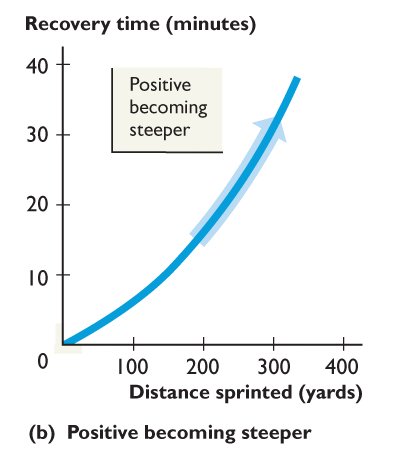 Recovery time (minutes)
40
Positive
becoming
steeper
30
20
10
0
100 200 300 400
Distance sprinted (yards)
(b) Positive becoming steeper